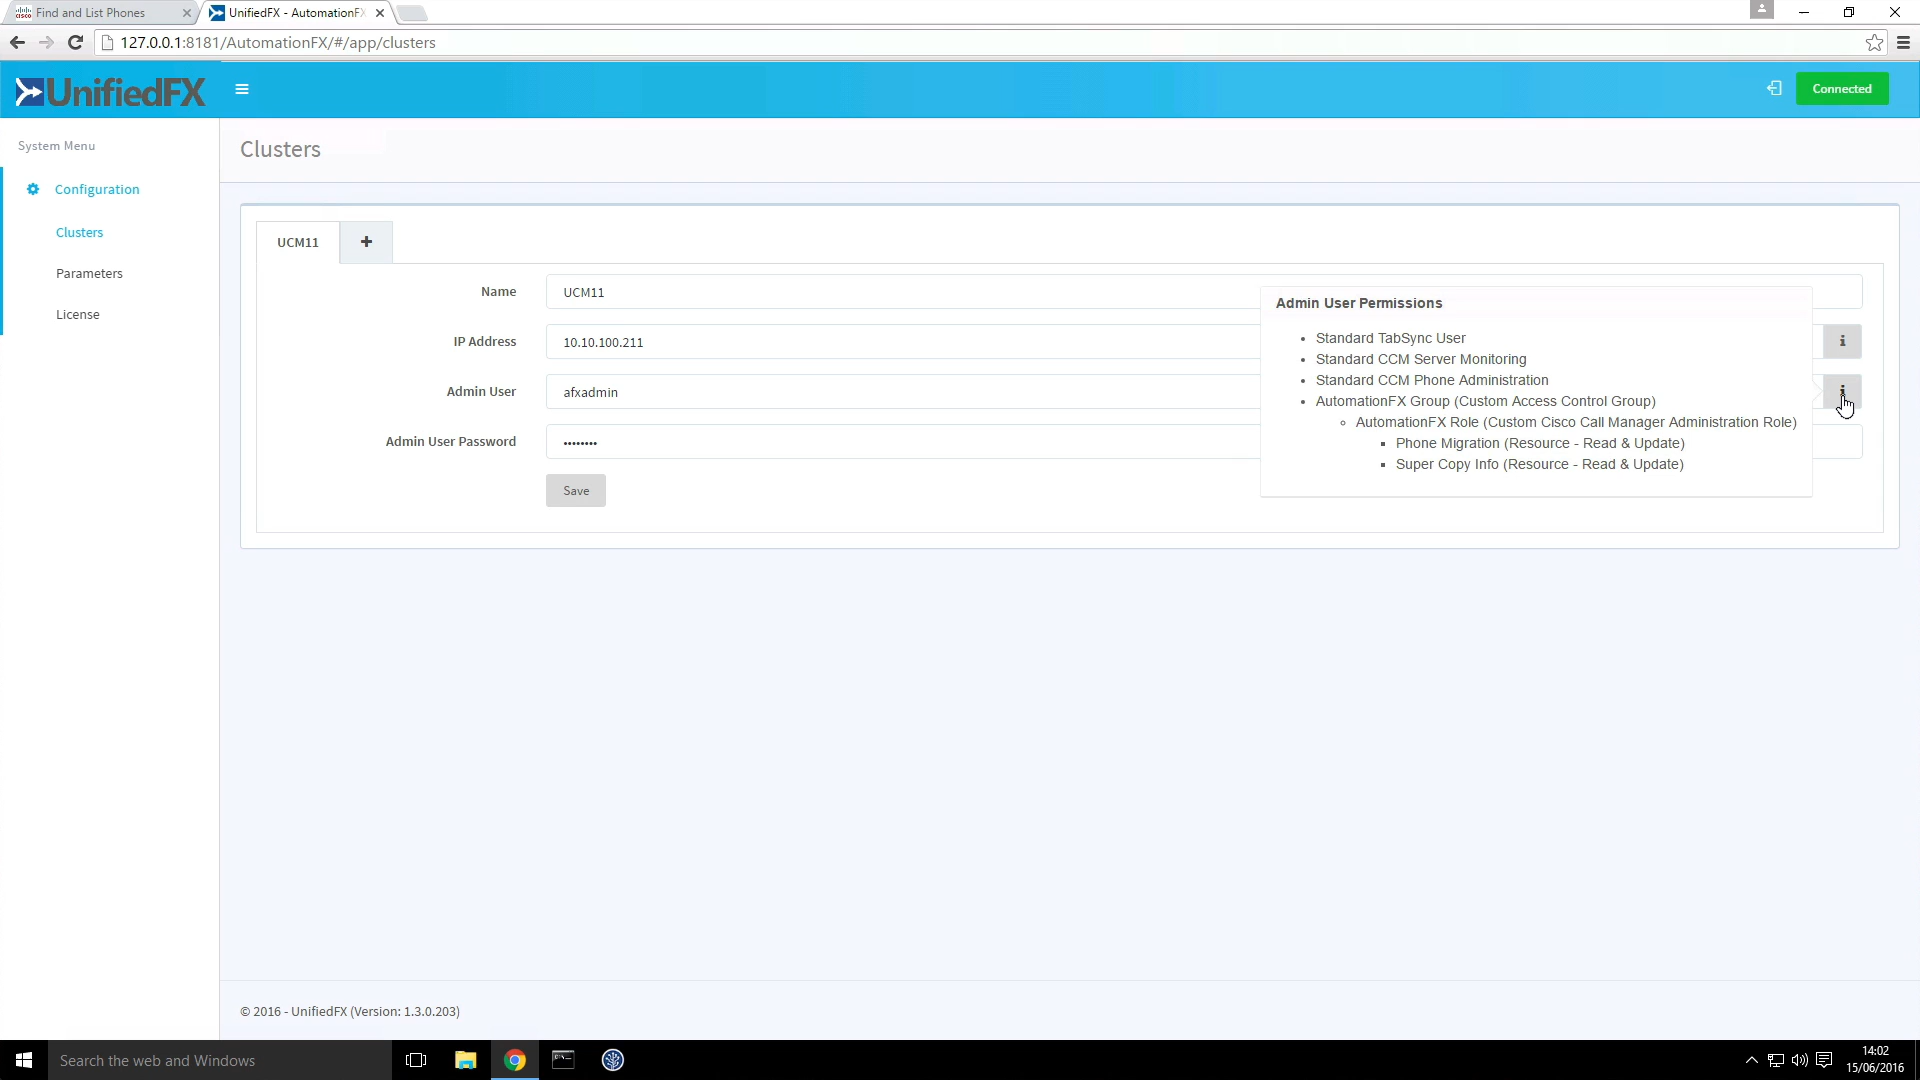 Find and List Phones
UnifiedFX - AutomationFX
127.0.0.1:8181/AutomationFX/#/app/clusters
UnifiedFX
Connected
System Menu
Configuration
Clusters
Parameters
License
Clusters
UCM11 +
Name UCM11
IP Address 10.10.100.211
Admin User afxadmin
Admin User Password ••••••••
Save
Admin User Permissions
• Standard TabSync User
• Standard CCM Server Monitoring
• Standard CCM Phone Administration
• AutomationFX Group (Custom Access Control Group)
◦ AutomationFX Role (Custom Cisco Call Manager Administration Role)
▪ Phone Migration (Resource - Read & Update)
▪ Super Copy Info (Resource - Read & Update)
i
i
© 2016 - UnifiedFX (Version: 1.3.0.203)
Search the web and Windows
14:02
15/06/2016